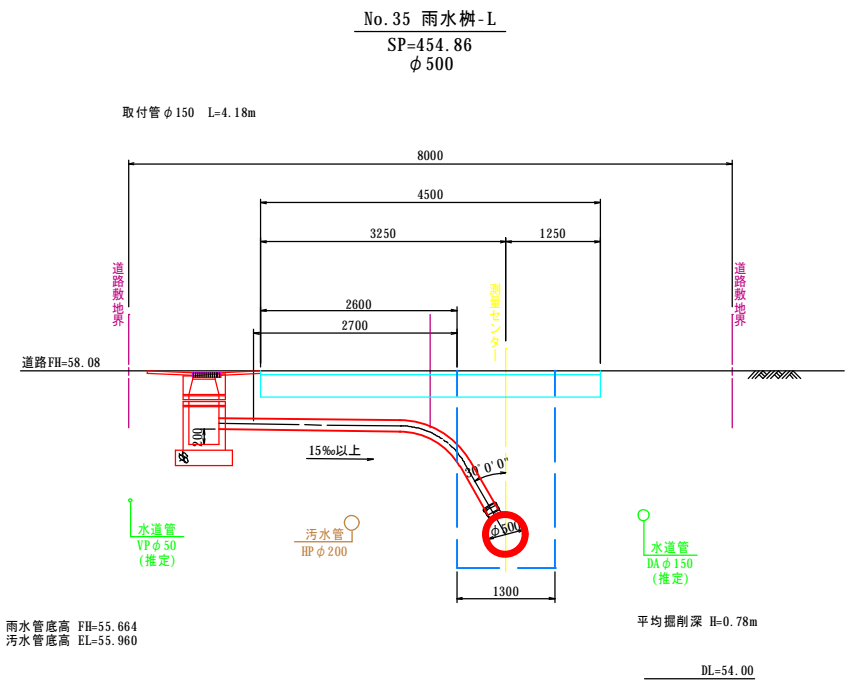 No.35 雨水桝-L
SP=454.86
φ500
取付管φ150 L=4.18m
8000
4500
3250
1250
道路敷地界
測量センター
道路敷地界
2600
2700
道路FH=58.08
200
15‰以上
30°0'0"
φ500
水道管
VPφ50
(推定)
汚水管
HPφ200
水道管
DAφ150
(推定)
1300
雨水管底高 FH=55.664
汚水管底高 EL=55.960
平均掘削深 H=0.78m
DL=54.00